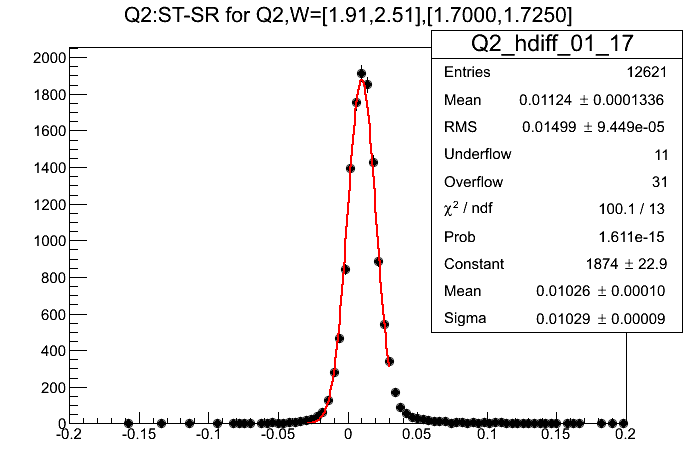 Q2:ST-SR for Q2,W=[1.91,2.51],[1.7000,1.7250]
Q2_hdiff_01_17
Entries 12621
Mean 0.01124 ± 0.0001336
RMS 0.01499 ± 9.449e-05
Underflow 11
Overflow 31
χ² / ndf 100.1 / 13
Prob 1.611e-15
Constant 1874 ± 22.9
Mean 0.01026 ± 0.00010
Sigma 0.01029 ± 0.00009
2000
1800
1600
1400
1200
1000
800
600
400
200
0
-0.2 -0.15 -0.1 -0.05 0 0.05 0.1 0.15 0.2